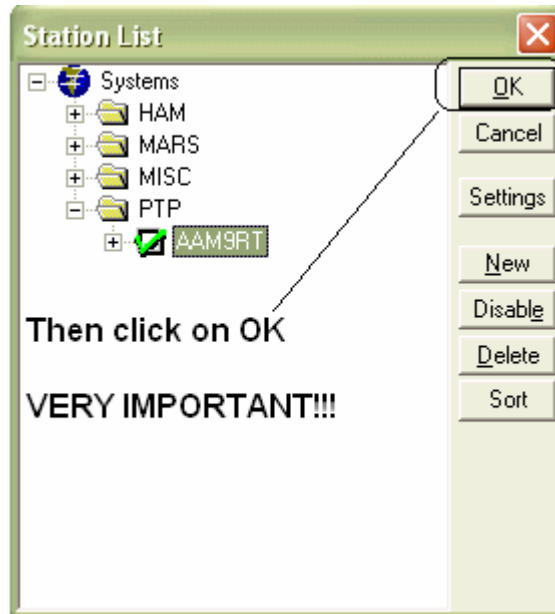 Station List
Systems
HAM
MARS
MISC
PTP
AAM9RT
Then click on OK
VERY IMPORTANT!!!
OK
Cancel
Settings
New
Disable
Delete
Sort